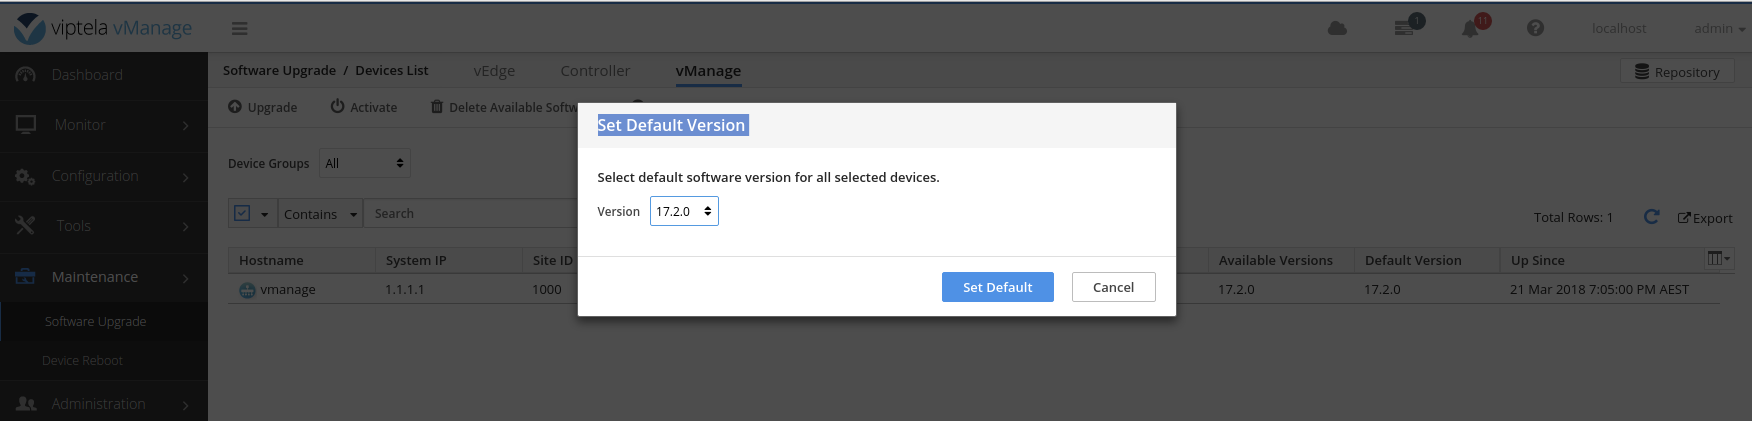 viptela vManage
1
11
localhost
admin
Dashboard
Monitor
Configuration
Tools
Maintenance
Software Upgrade
Device Reboot
Administration
Software Upgrade / Devices List
vEdge
Controller
vManage
Repository
Upgrade
Activate
Delete Available Softw
Set Default Version
Select default software version for all selected devices.
Version
17.2.0
Set Default
Cancel
Device Groups
All
Contains
Search
Total Rows: 1
Export
Hostname System IP Site ID Available Versions Default Version Up Since
vmanage 1.1.1.1 1000 17.2.0 17.2.0 21 Mar 2018 7:05:00 PM AEST